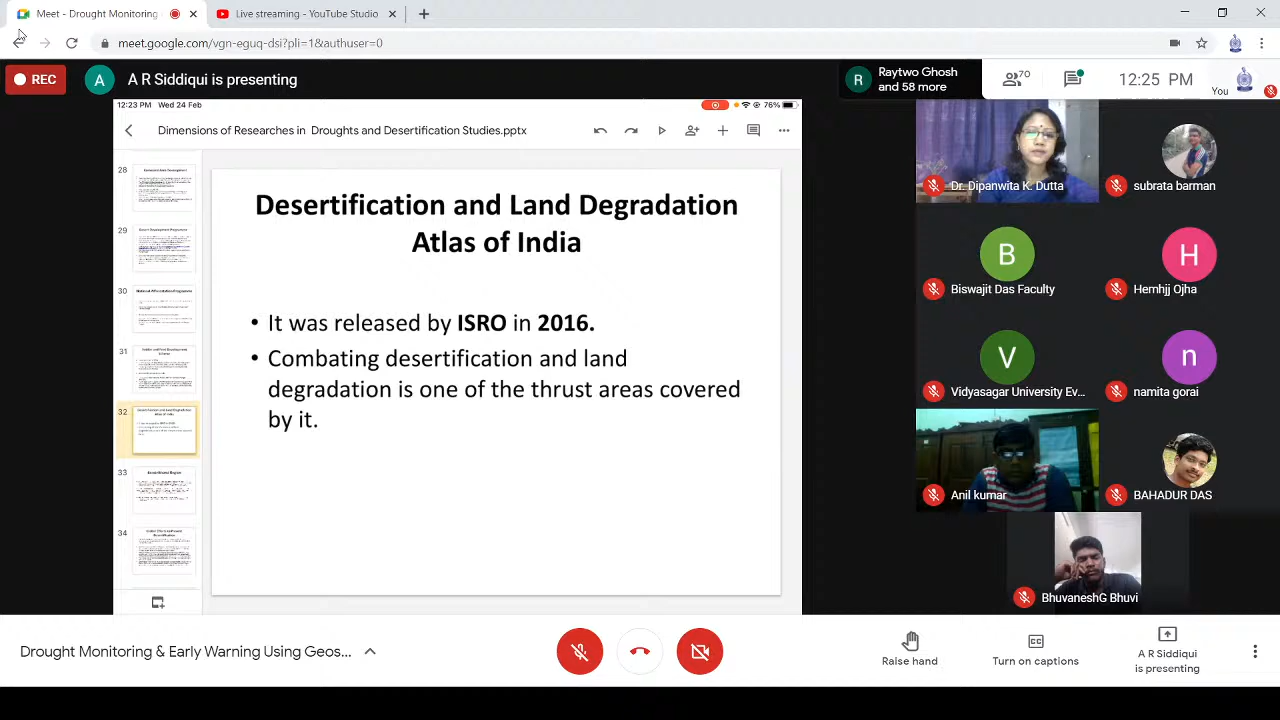 Meet - Drought Monitoring
Live streaming - YouTube Studio
meet.google.com/vgn-eguq-dsi?pli=1&authuser=0
REC
A
A R Siddiqui is presenting
R
Raytwo Ghosh
and 58 more
70
12:25 PM
You
12:23 PM Wed 24 Feb
76%
Dimensions of Researches in Droughts and Desertification Studies.pptx
28
29
30
31
32
33
34
Desertification and Land Degradation
Atlas of India
• It was released by ISRO in 2016.
• Combating desertification and land
degradation is one of the thrust areas covered
by it.
Dr. Dipanwita Dutta
subrata barman
B
Biswajit Das Faculty
H
Hemhjj Ojha
V
Vidyasagar University Ev...
n
namita gorai
Anil kumar
BAHADUR DAS
BhuvaneshG Bhuvi
Drought Monitoring & Early Warning Using Geos...
Raise hand
Turn on captions
A R Siddiqui
is presenting